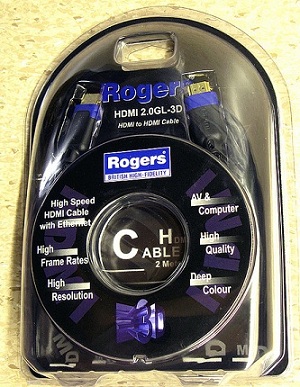 Rogers
HDMI 2.0GL-3D
HDMI to HDMI Cable
Rogers
BRITISH HIGH-FIDELITY
High Speed
HDMI Cable
with Ethernet
AV &
Computer
High
Frame Rates
High
Quality
High
Resolution
Deep
Colour
CABLE
2 Met